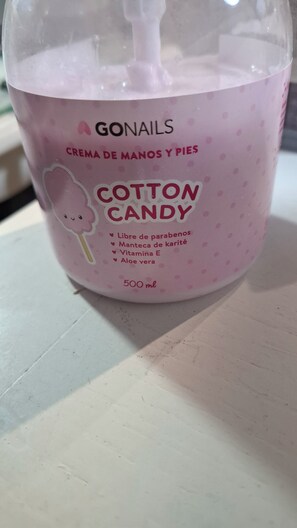 GONAILS
CREMA DE MANOS Y PIES
COTTON
CANDY
Libre de parabenos
Manteca de karité
Vitamina E
Aloe vera
500 ml